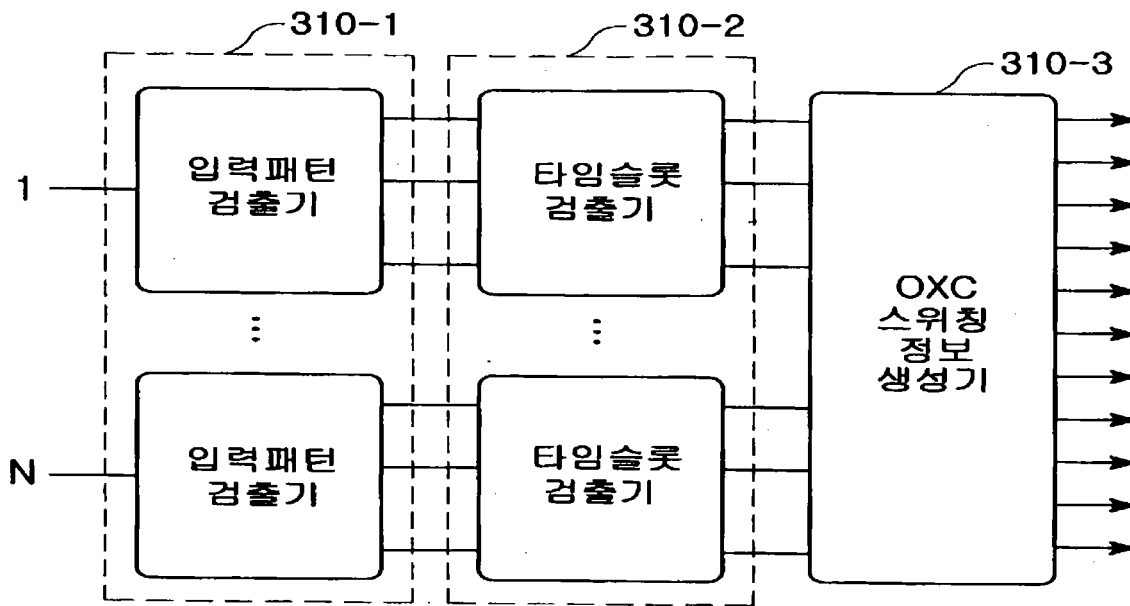 310-1
310-2
310-3
1
입력패턴
검출기
타임슬롯
검출기
OXC
스위칭
정보
생성기
...
...
N
입력패턴
검출기
타임슬롯
검출기